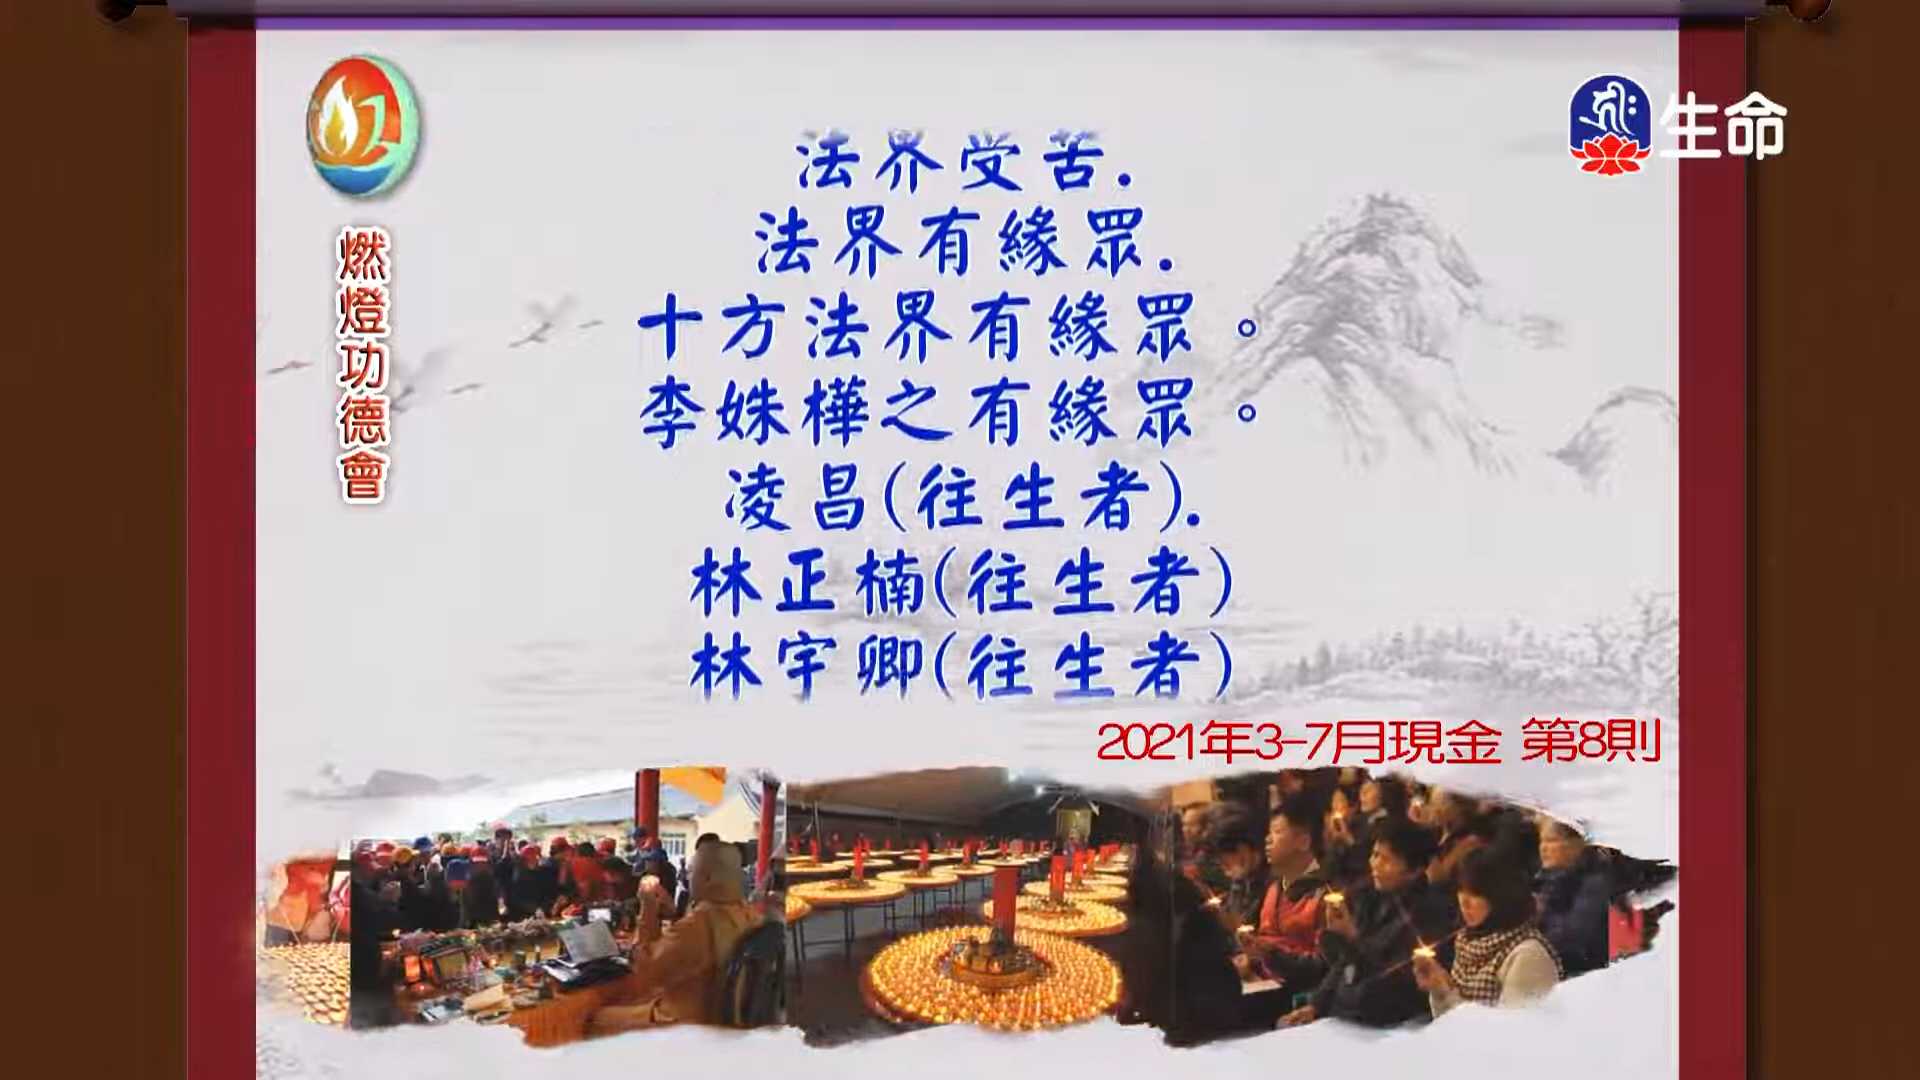 燃燈功德會
生命
法界受苦.
法界有緣眾.
十方法界有緣眾。
李姝樺之有緣眾。
凌昌(往生者).
林正楠(往生者)
林宇卿(往生者)
2021年3-7月現金 第8則